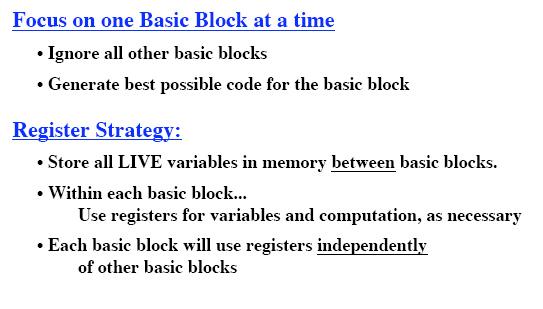 Focus on one Basic Block at a time
• Ignore all other basic blocks
• Generate best possible code for the basic block
Register Strategy:
• Store all LIVE variables in memory between basic blocks.
• Within each basic block...
Use registers for variables and computation, as necessary
• Each basic block will use registers independently
of other basic blocks